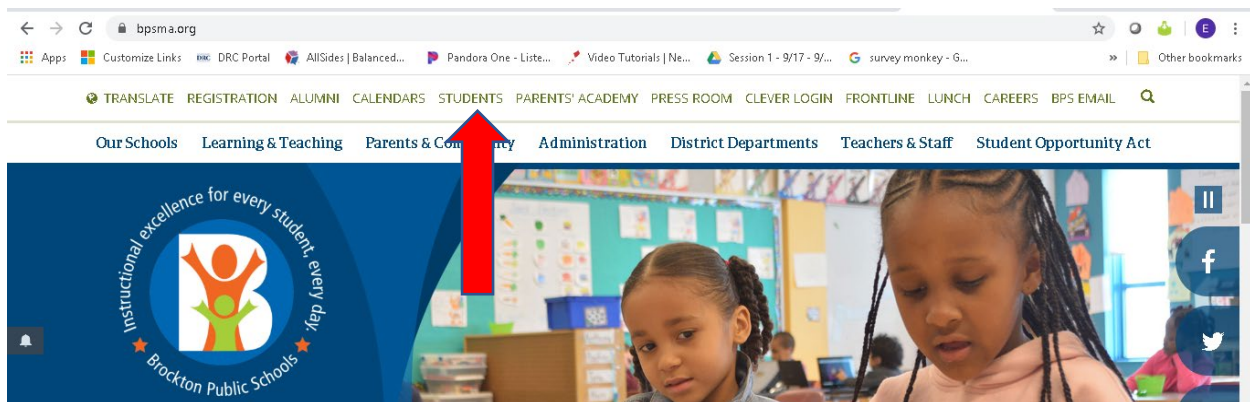 bpsma.org
E
Apps Customize Links DRC DRC Portal AllSides | Balanced... Pandora One - Liste... Video Tutorials | Ne... Session 1 - 9/17 - 9/... G survey monkey - G... » Other bookmarks
TRANSLATE REGISTRATION ALUMNI CALENDARS STUDENTS PARENTS' ACADEMY PRESS ROOM CLEVER LOGIN FRONTLINE LUNCH CAREERS BPS EMAIL
Our Schools Learning & Teaching Parents & Community Administration District Departments Teachers & Staff Student Opportunity Act
Instructional excellence for every student, every day.
B
Brockton Public Schools